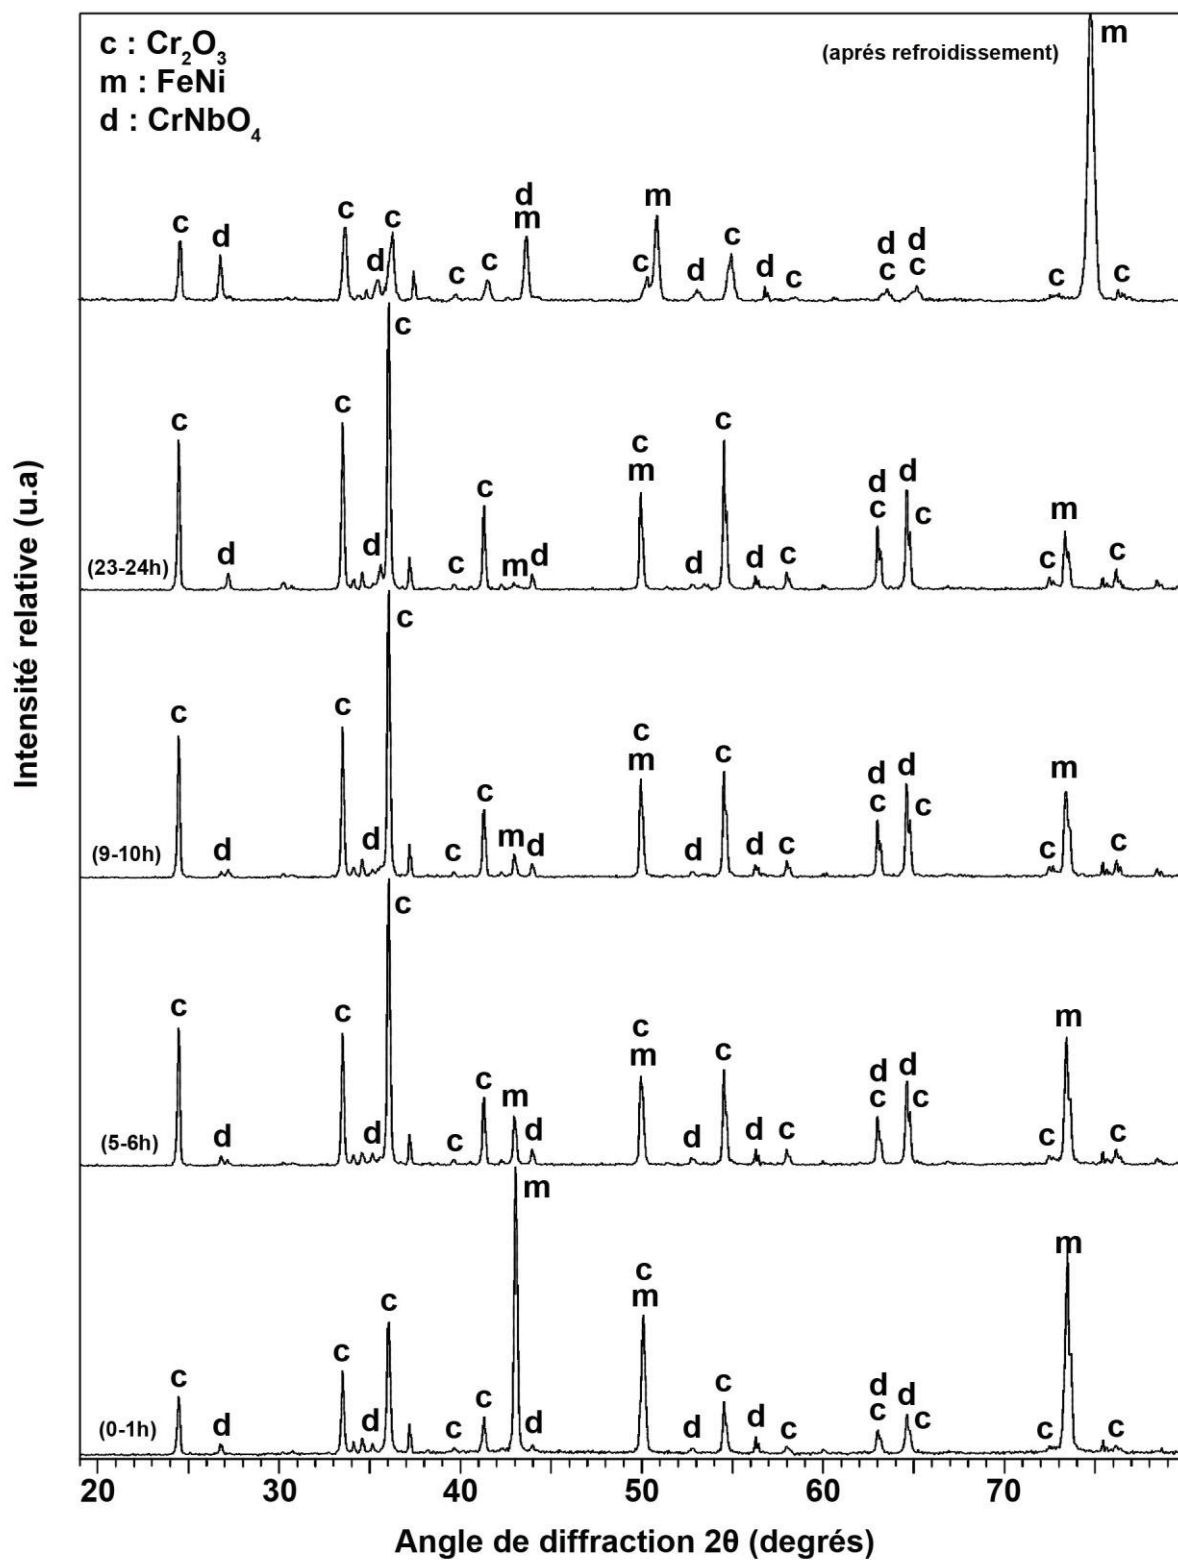 c : Cr₂O₃
m : FeNi
d : CrNbO₄
(aprés refroidissement)
m
c d c d c c c d m c m d c d c d c d c c
c
c d c d c c m d c m c d d c d c d c c m c
(23-24h)
c
c d c d c c m d c m d c d c d c d c c m c
(9-10h)
c
c d c d c c m d c m d c d c d c d c c m c
(5-6h)
m
c d c d c c c d c m d c d c d c d c c m c
(0-1h)
20 30 40 50 60 70
Angle de diffraction 2θ (degrés)
Intensité relative (u.a)